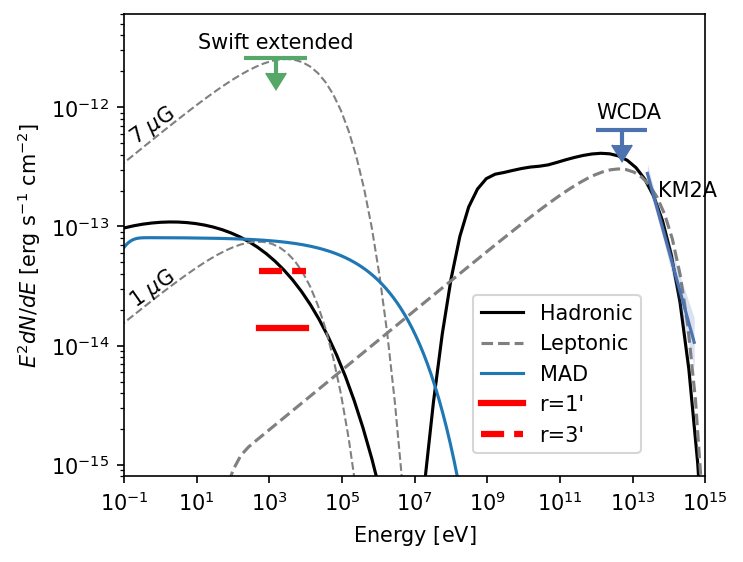 Swift extended
WCDA
KM2A
7 μG
1 μG
E²dN/dE [erg s⁻¹ cm⁻²]
10⁻¹²
10⁻¹³
10⁻¹⁴
10⁻¹⁵
Hadronic
Leptonic
MAD
r=1'
r=3'
10⁻¹ 10¹ 10³ 10⁵ 10⁷ 10⁹ 10¹¹ 10¹³ 10¹⁵
Energy [eV]